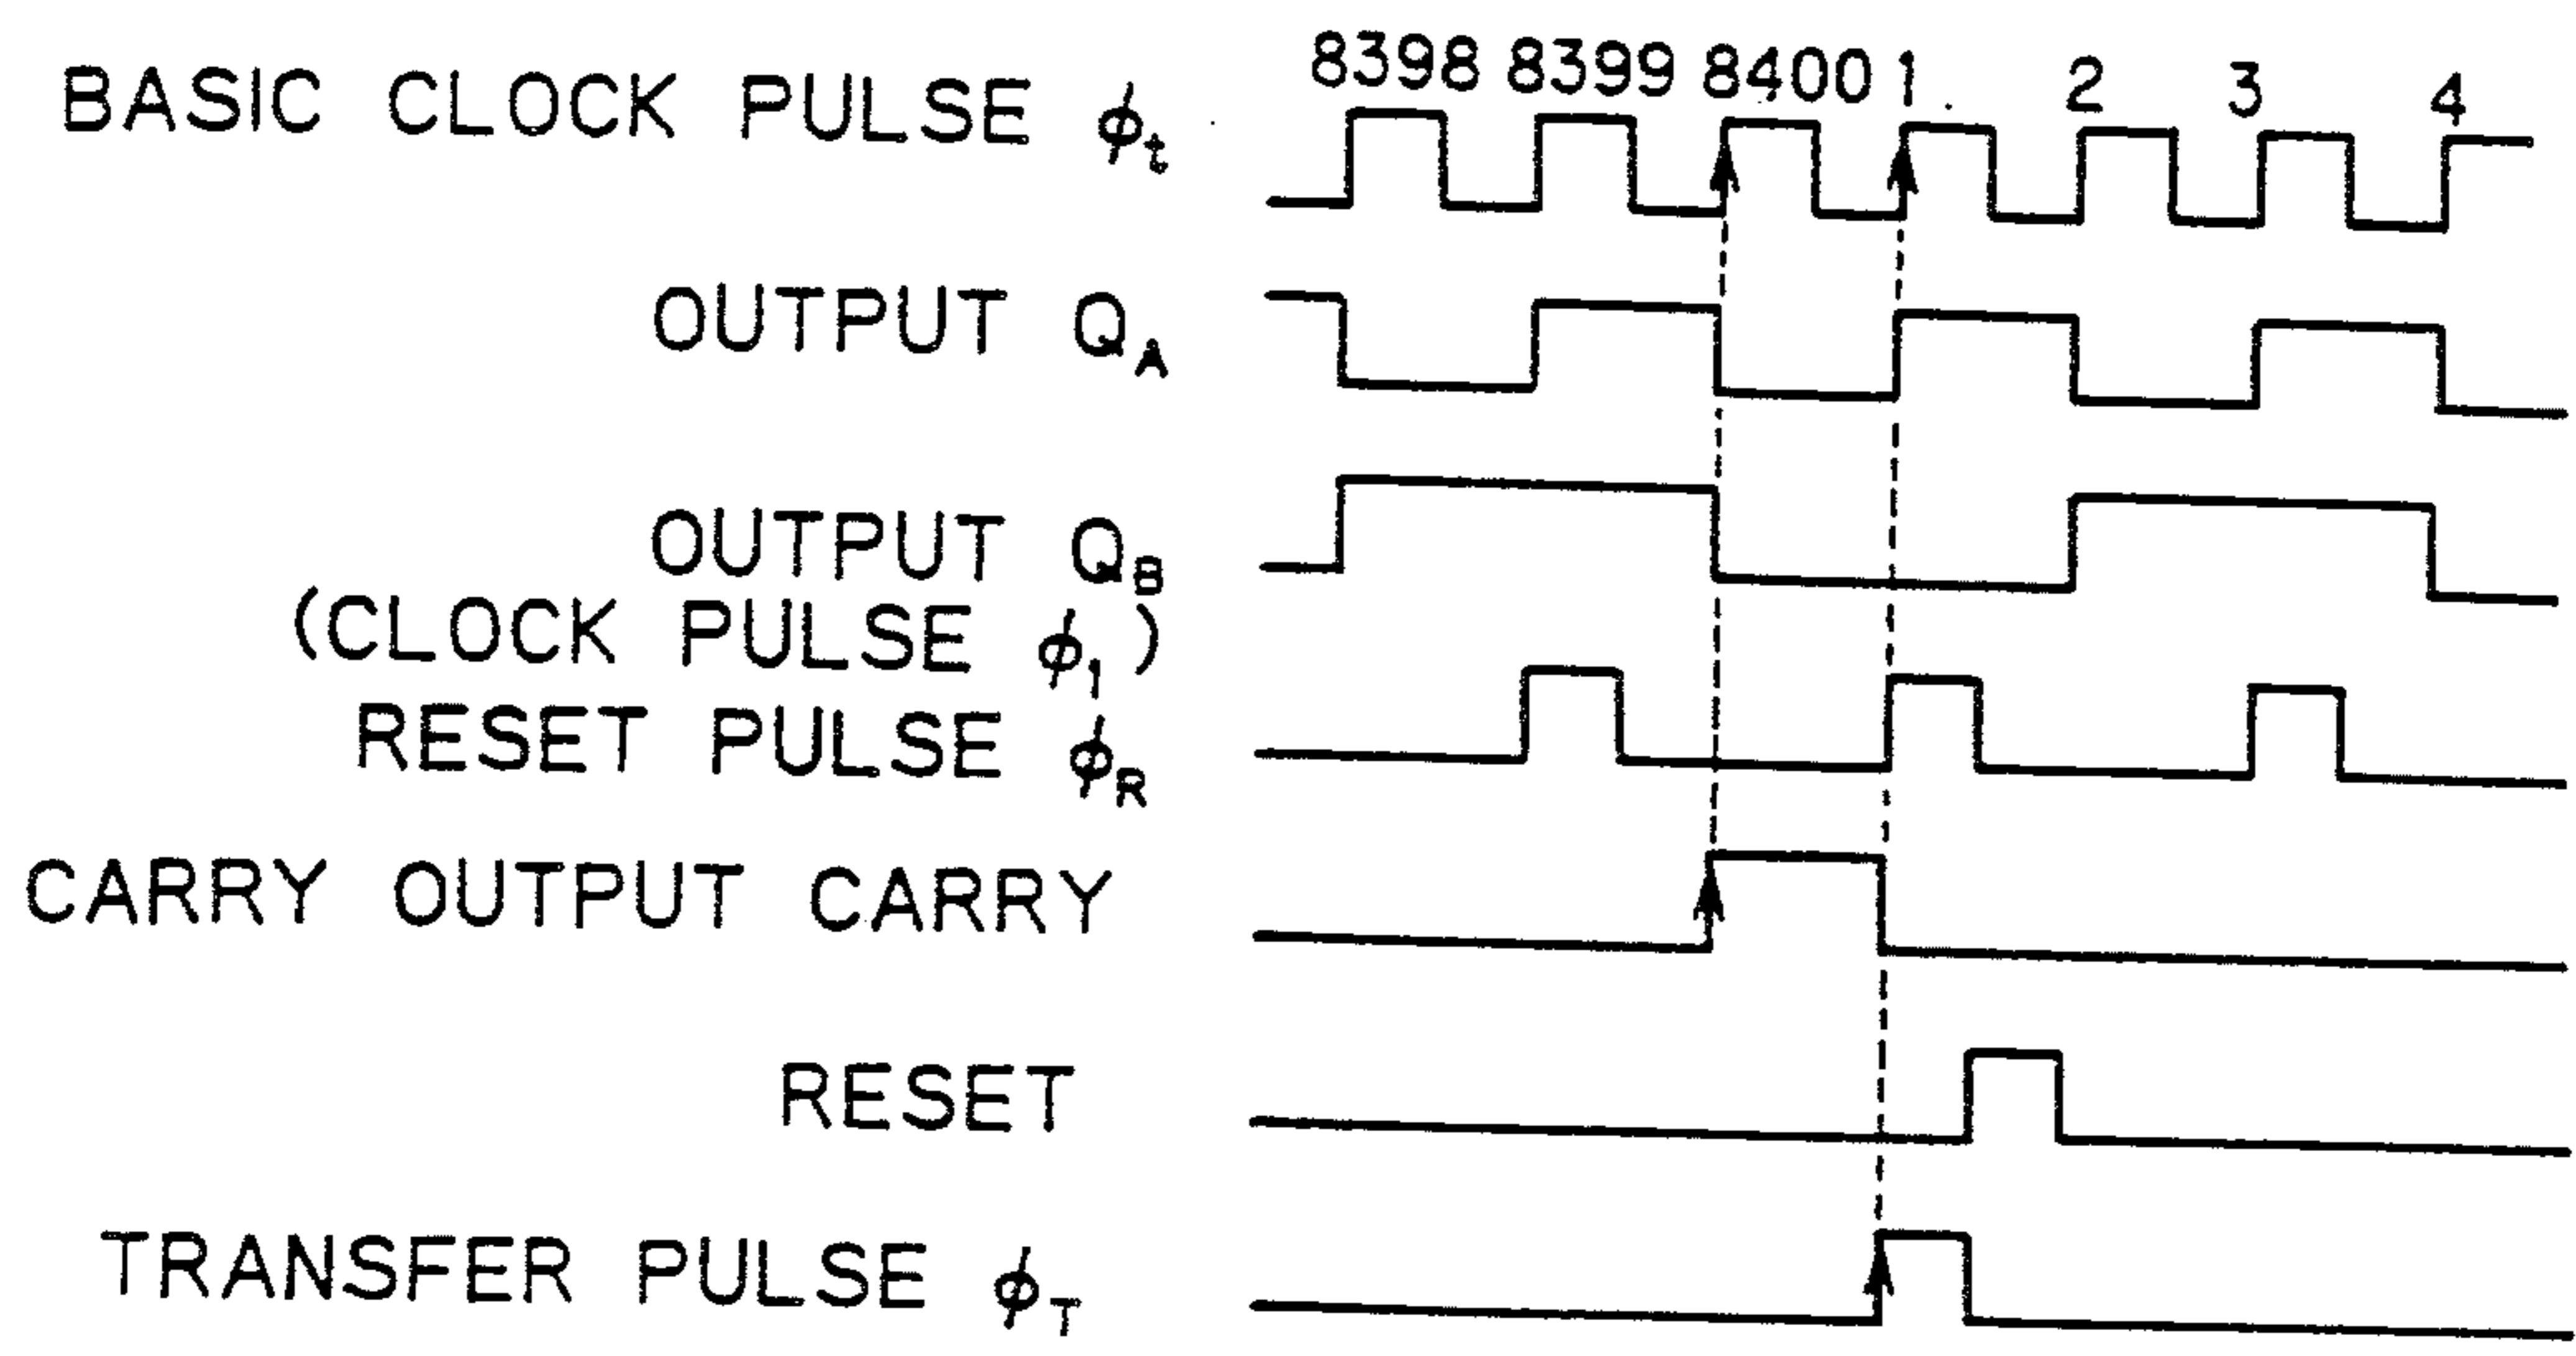 8398 8399 8400 1 2 3 4
BASIC CLOCK PULSE ϕt
OUTPUT QA
OUTPUT QB
(CLOCK PULSE ϕ1)
RESET PULSE ϕR
CARRY OUTPUT CARRY
RESET
TRANSFER PULSE ϕT